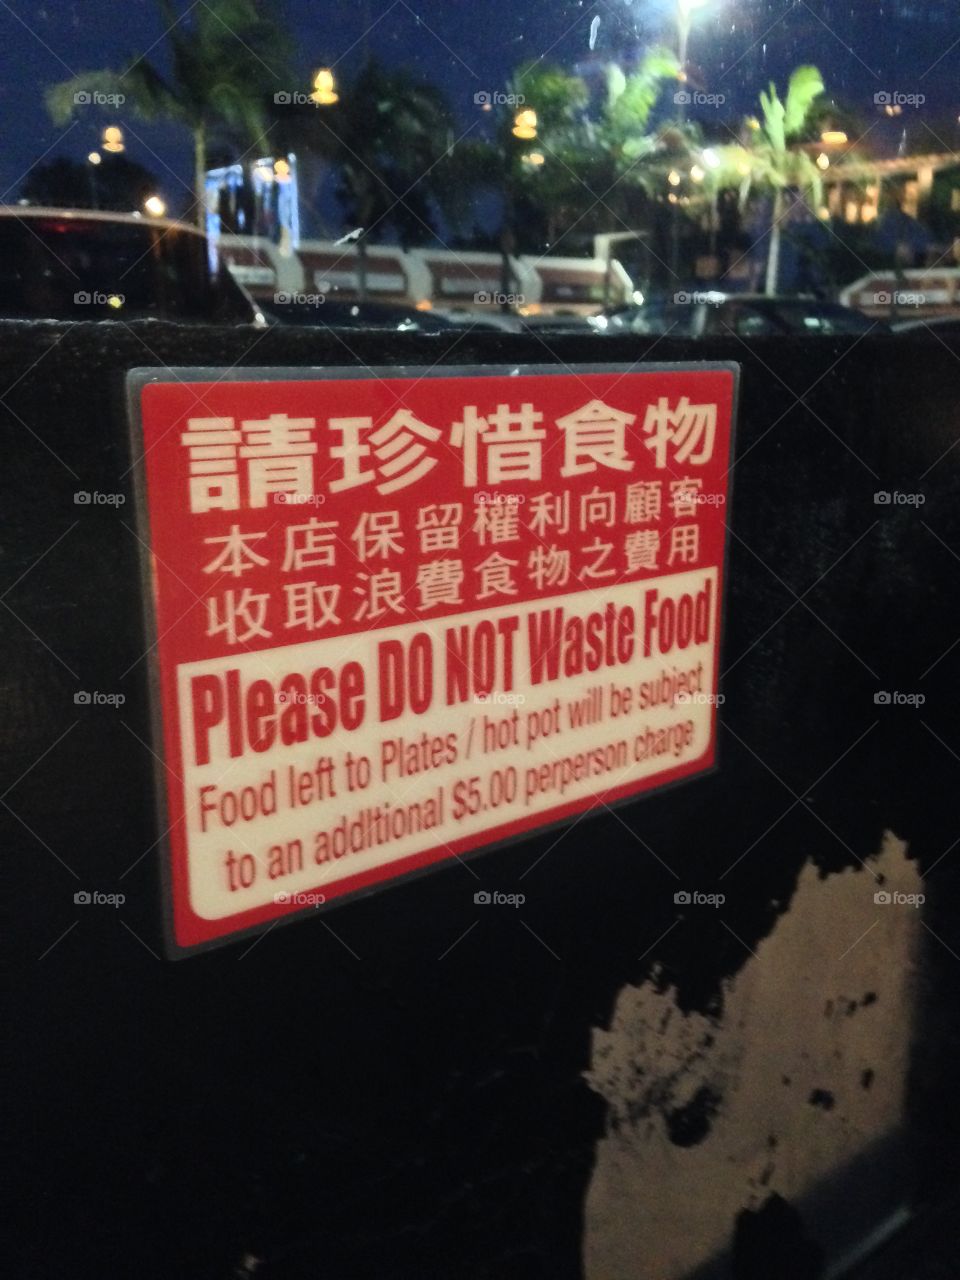 請珍惜食物
本店保留權利向顧客
收取浪費食物之費用
Please DO NOT Waste Food
Food left to Plates / hot pot will be subject
to an addItional $5.00 perperson charge